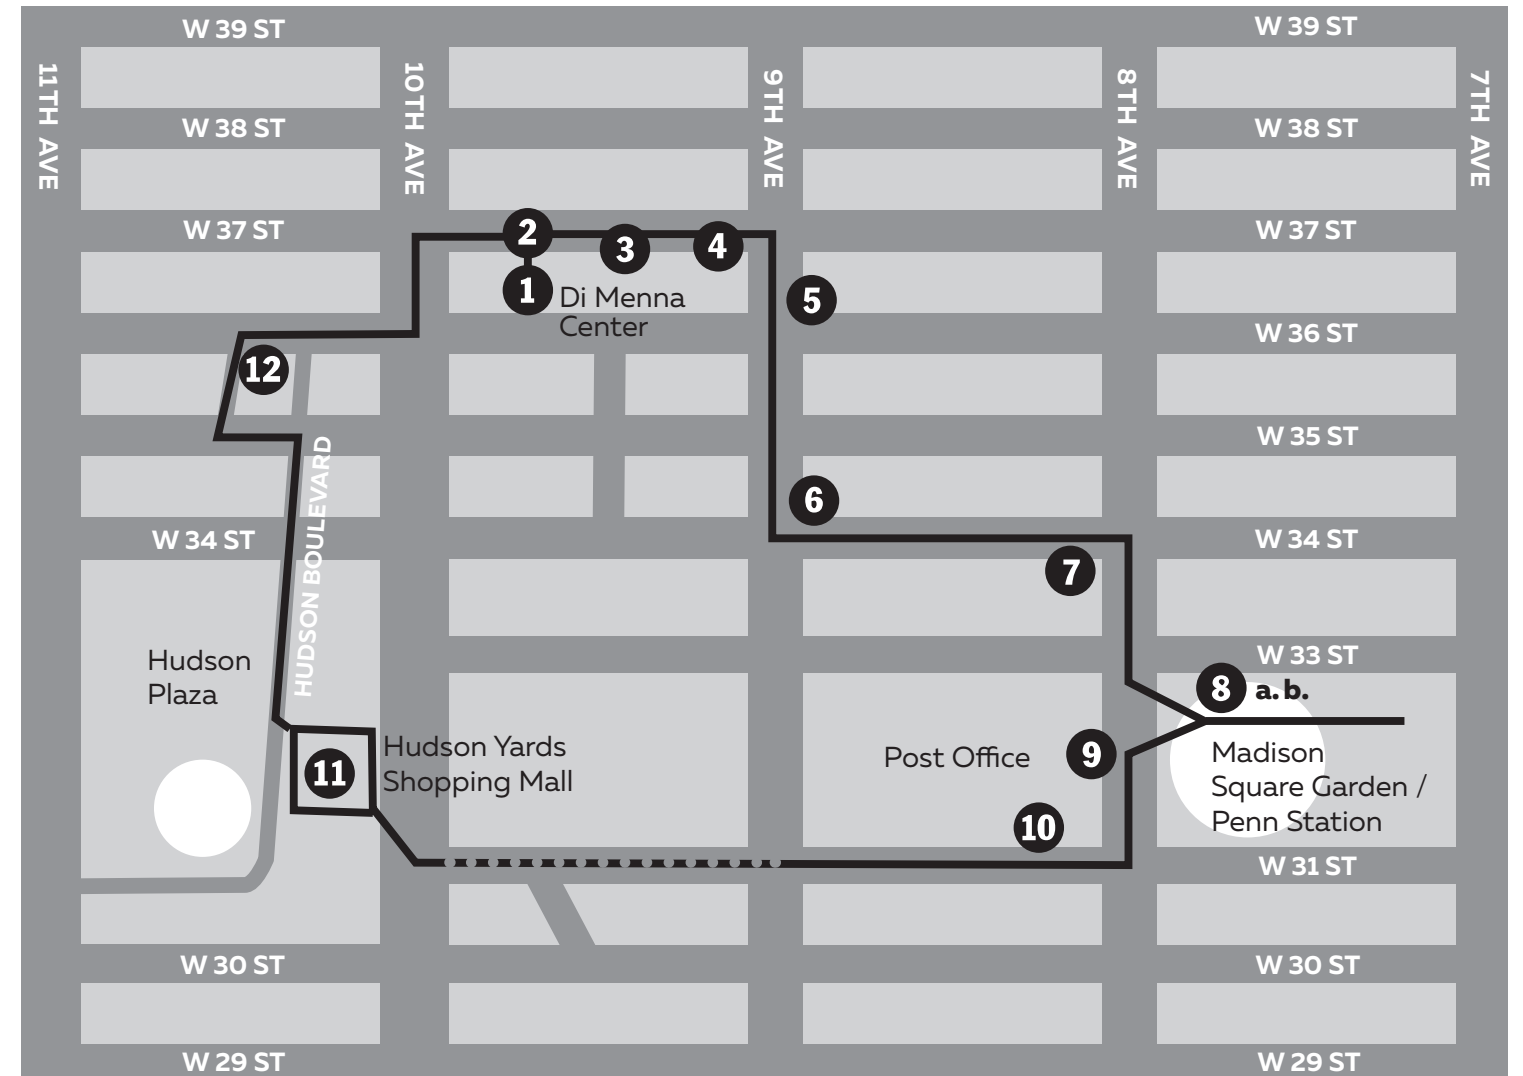 W 39 ST
W 39 ST
11TH AVE
10TH AVE
9TH AVE
8TH AVE
7TH AVE
W 38 ST
W 38 ST
W 37 ST
2
3
4
W 37 ST
1
Di Menna
Center
5
W 36 ST
12
W 35 ST
HUDSON BOULEVARD
6
W 34 ST
W 34 ST
7
W 33 ST
Hudson
Plaza
8 a. b.
Hudson Yards
Shopping Mall
11
Post Office
9
Madison
Square Garden /
Penn Station
10
W 31 ST
W 30 ST
W 30 ST
W 29 ST
W 29 ST